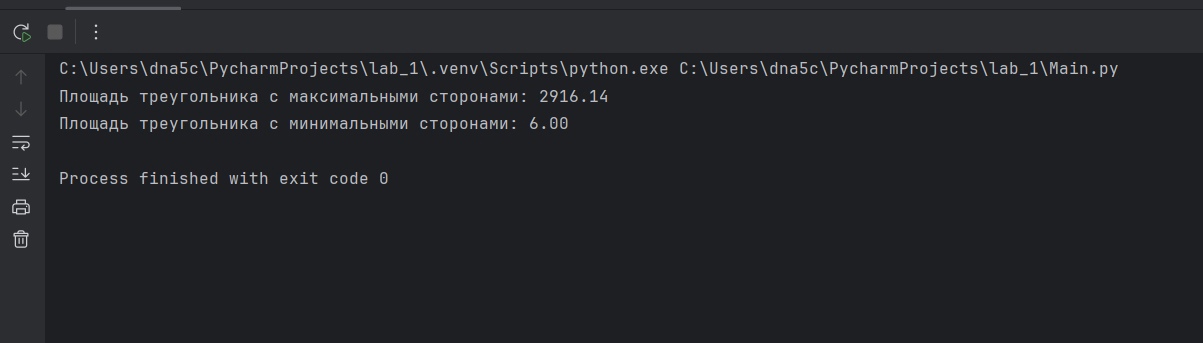 C:\Users\dna5c\PycharmProjects\lab_1\.venv\Scripts\python.exe C:\Users\dna5c\PycharmProjects\lab_1\Main.py
Площадь треугольника с максимальными сторонами: 2916.14
Площадь треугольника с минимальными сторонами: 6.00
Process finished with exit code 0